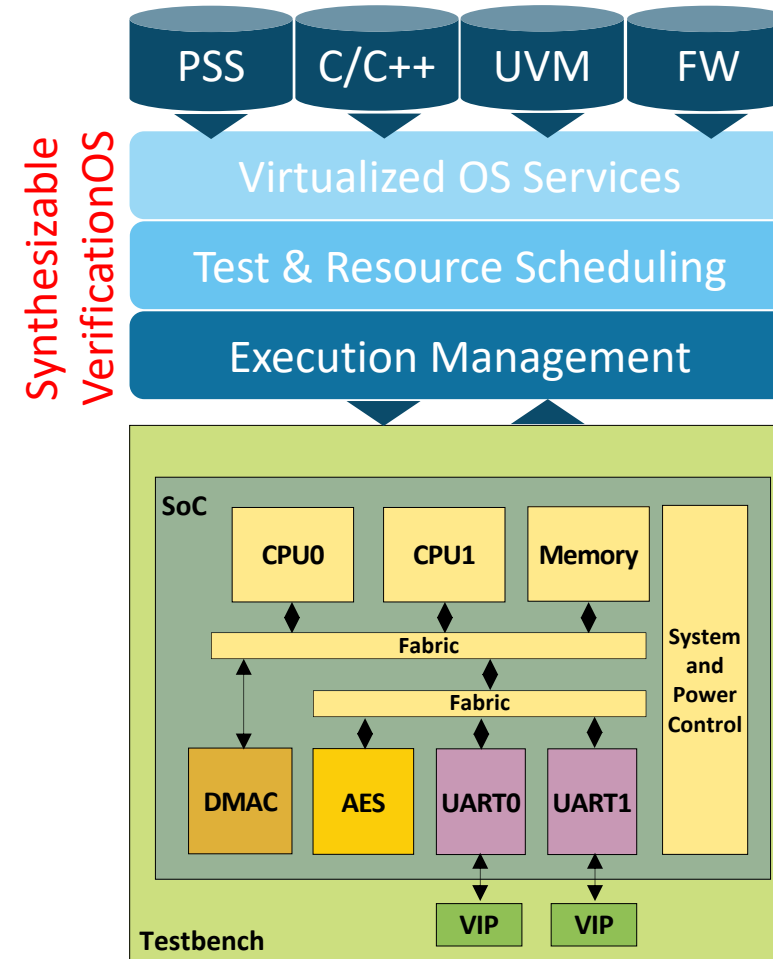 PSS
C/C++
UVM
FW
Synthesizable
VerificationOS
Virtualized OS Services
Test & Resource Scheduling
Execution Management
SoC
CPU0
CPU1
Memory
System
and
Power
Control
Fabric
Fabric
DMAC
AES
UART0
UART1
VIP
VIP
Testbench